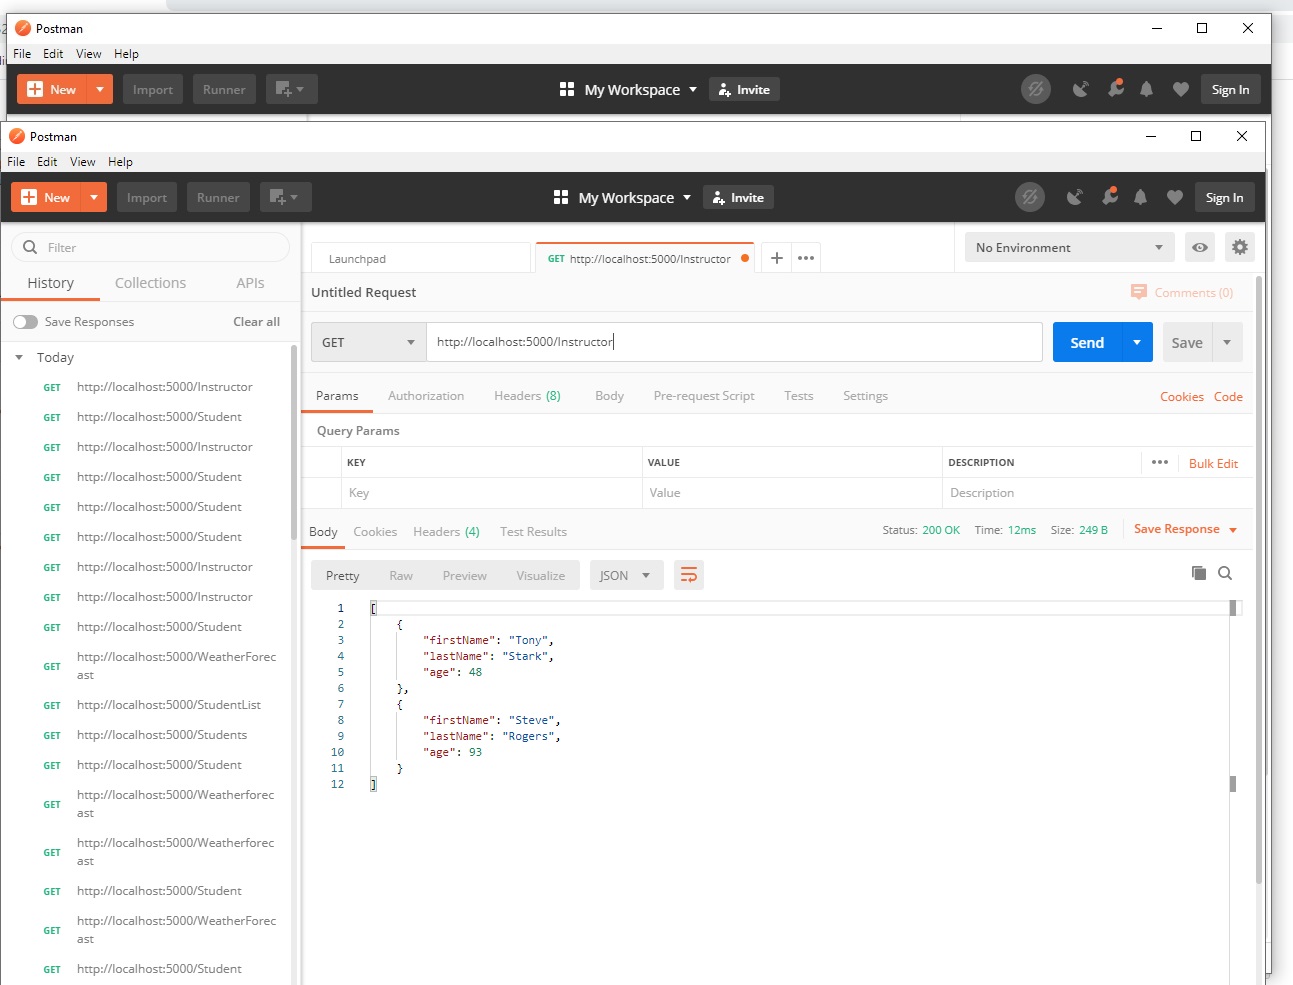 Postman
File Edit View Help
New Import Runner My Workspace Invite Sign In
Postman
File Edit View Help
New Import Runner My Workspace Invite Sign In
Filter
History Collections APIs
Save Responses Clear all
Today
GET http://localhost:5000/Instructor
GET http://localhost:5000/Student
GET http://localhost:5000/Instructor
GET http://localhost:5000/Student
GET http://localhost:5000/Student
GET http://localhost:5000/Student
GET http://localhost:5000/Instructor
GET http://localhost:5000/Instructor
GET http://localhost:5000/Student
GET http://localhost:5000/WeatherForec
ast
GET http://localhost:5000/StudentList
GET http://localhost:5000/Students
GET http://localhost:5000/Student
GET http://localhost:5000/Weatherforec
ast
GET http://localhost:5000/Weatherforec
ast
GET http://localhost:5000/Student
GET http://localhost:5000/WeatherForec
ast
GET http://localhost:5000/Student
Launchpad GET http://localhost:5000/Instructor No Environment
Untitled Request Comments (0)
GET http://localhost:5000/Instructor Send Save
Params Authorization Headers (8) Body Pre-request Script Tests Settings Cookies Code
Query Params
KEY VALUE DESCRIPTION Bulk Edit
Key Value Description
Body Cookies Headers (4) Test Results Status: 200 OK Time: 12ms Size: 249 B Save Response
Pretty Raw Preview Visualize JSON
1 [
2 {
3 "firstName": "Tony",
4 "lastName": "Stark",
5 "age": 48
6 },
7 {
8 "firstName": "Steve",
9 "lastName": "Rogers",
10 "age": 93
11 }
12 ]